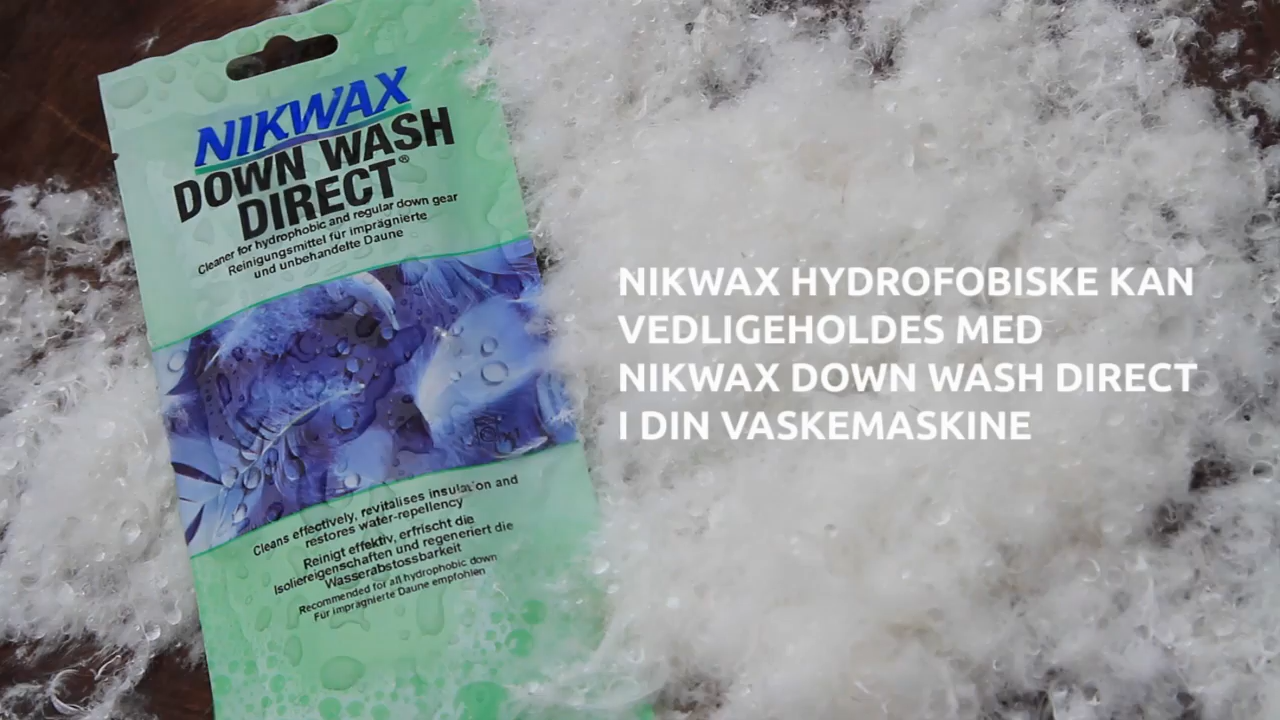 NIKWAX
DOWN WASH
DIRECT®
Cleaner for hydrophobic and regular down gear
Reinigungsmittel für imprägnierte
und unbehandelte Daune
Cleans effectively, revitalises insulation and
restores water-repellency
Reinigt effektiv, erfrischt die
Isoliereigenschaften und regeneriert die
Wasserabstossbarkeit
Recommended for all hydrophobic down
Für imprägnierte Daune empfohlen
NIKWAX HYDROFOBISKE KAN
VEDLIGEHOLDES MED
NIKWAX DOWN WASH DIRECT
I DIN VASKEMASKINE